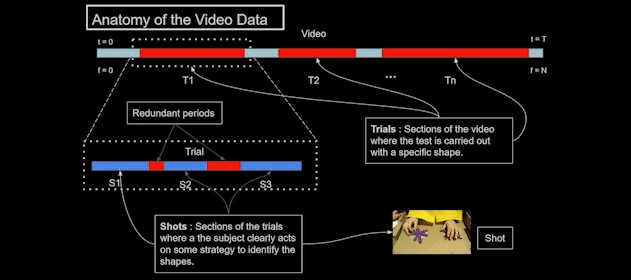 Anatomy of the Video Data
Video
t = 0
t = T
f = 0
f = N
T1
T2
...
Tn
Redundant periods
Trials : Sections of the video
where the test is carried out
with a specific shape.
Trial
S1
S2
S3
Shots : Sections of the trials
where a the subject clearly acts
on some strategy to identify the
shapes.
Shot